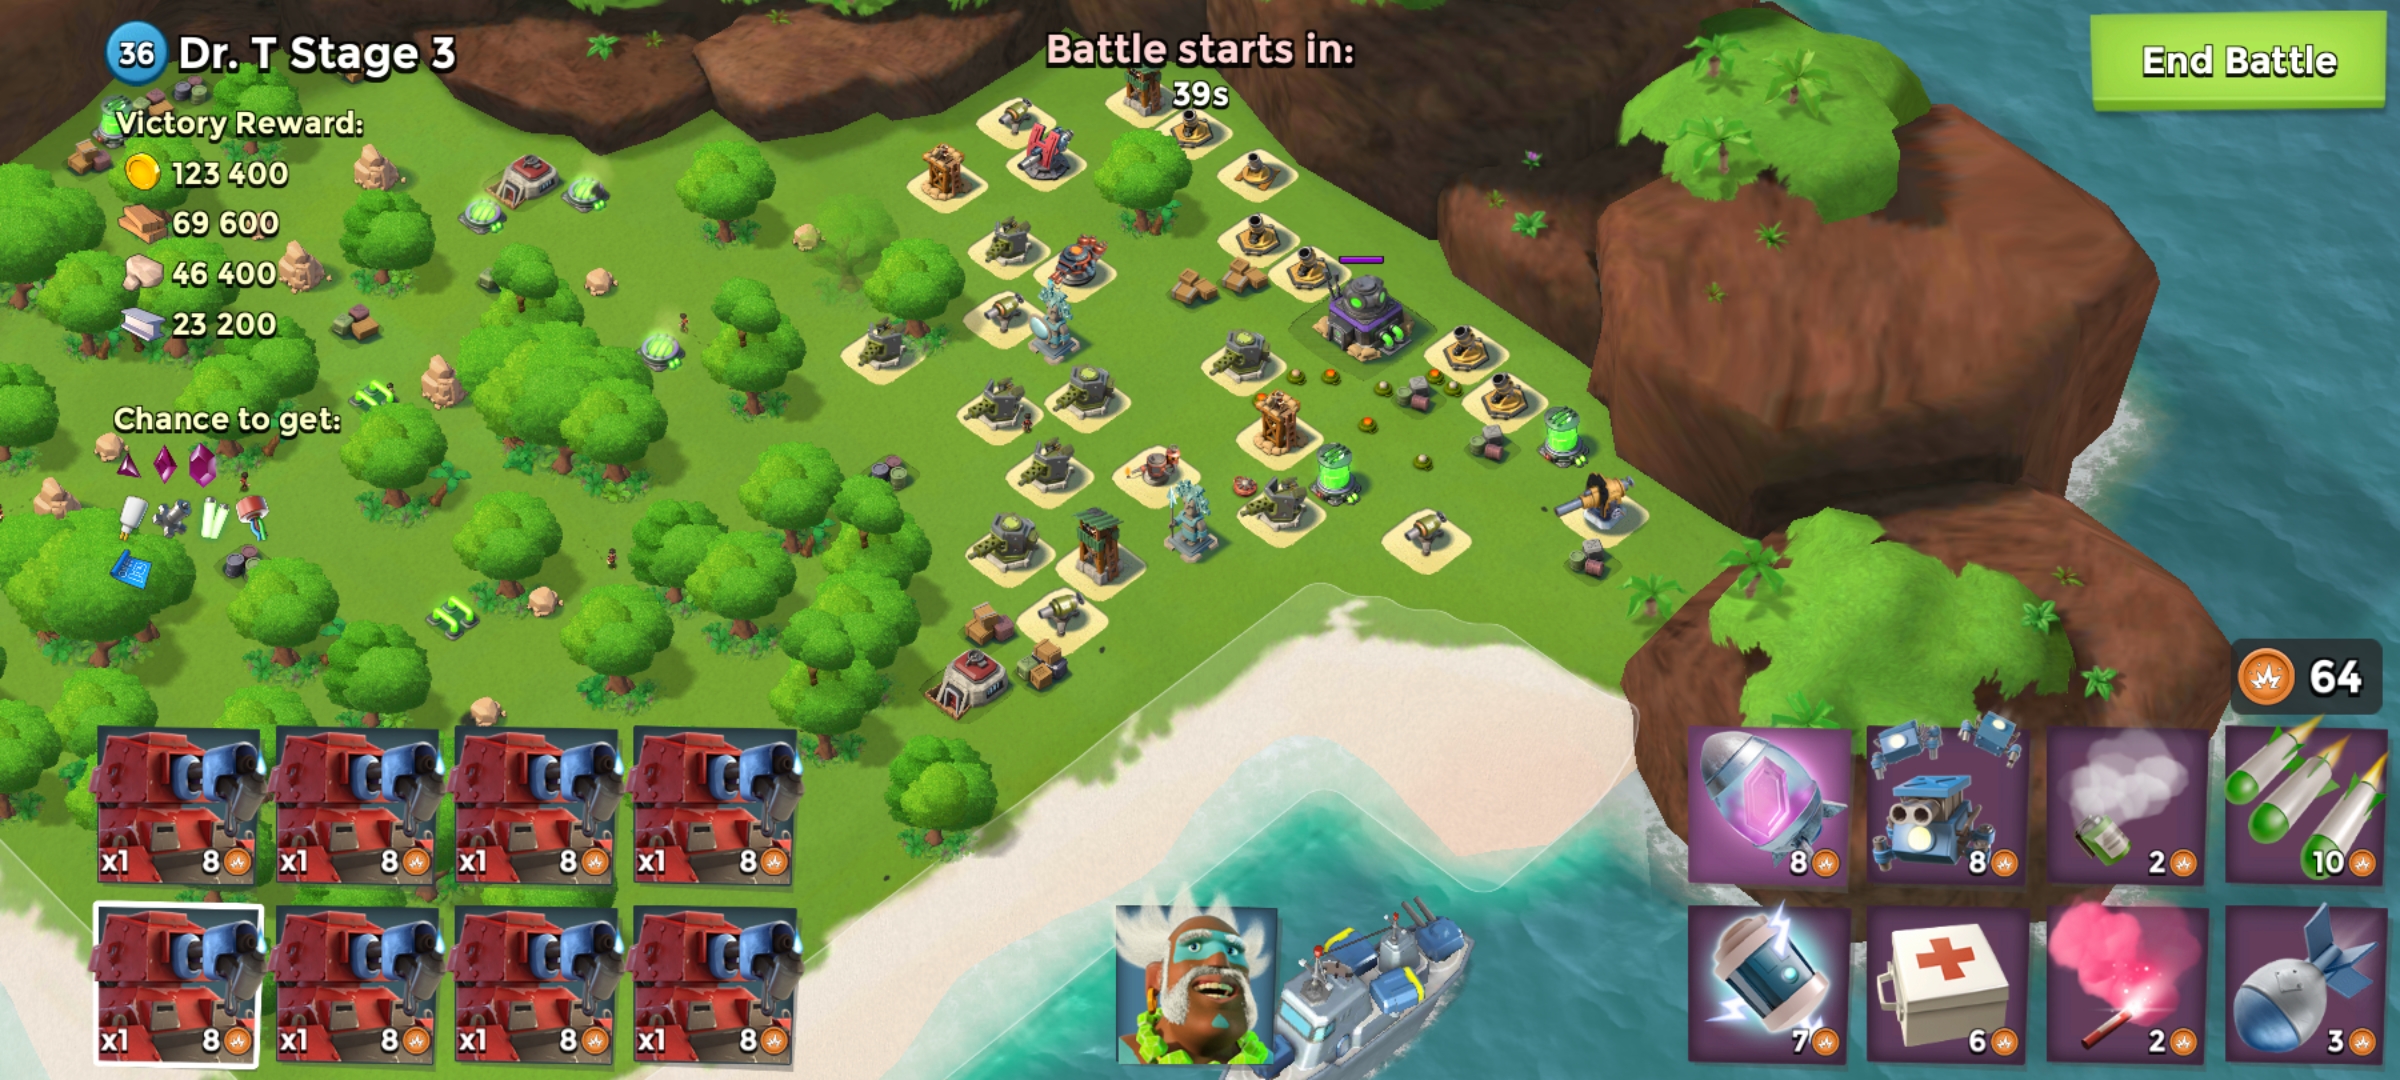 36 Dr. T Stage 3
Battle starts in:
39s
End Battle
Victory Reward:
123 400
69 600
46 400
23 200
Chance to get:
64
x1 8
x1 8
x1 8
x1 8
8
8
2
10
x1 8
x1 8
x1 8
x1 8
7
6
2
3